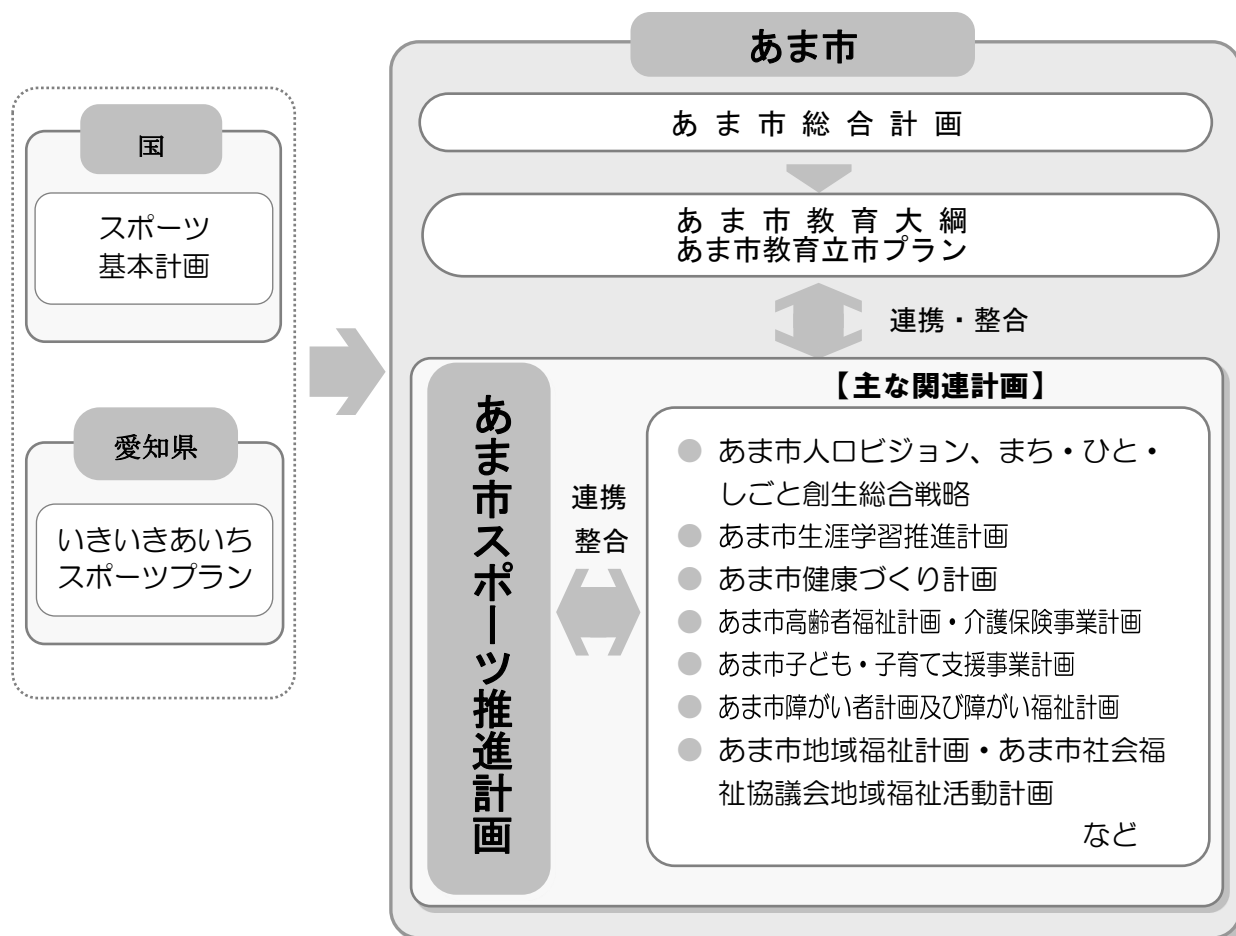 国
スポーツ
基本計画
愛知県
いきいきあいち
スポーツプラン
あま市
あま市総合計画
あま市教育大綱
あま市教育立市プラン
連携・整合
あま市スポーツ推進計画
連携
整合
【主な関連計画】
● あま市人口ビジョン、まち・ひと・
しごと創生総合戦略
● あま市生涯学習推進計画
● あま市健康づくり計画
● あま市高齢者福祉計画・介護保険事業計画
● あま市子ども・子育て支援事業計画
● あま市障がい者計画及び障がい福祉計画
● あま市地域福祉計画・あま市社会福
祉協議会地域福祉活動計画
など